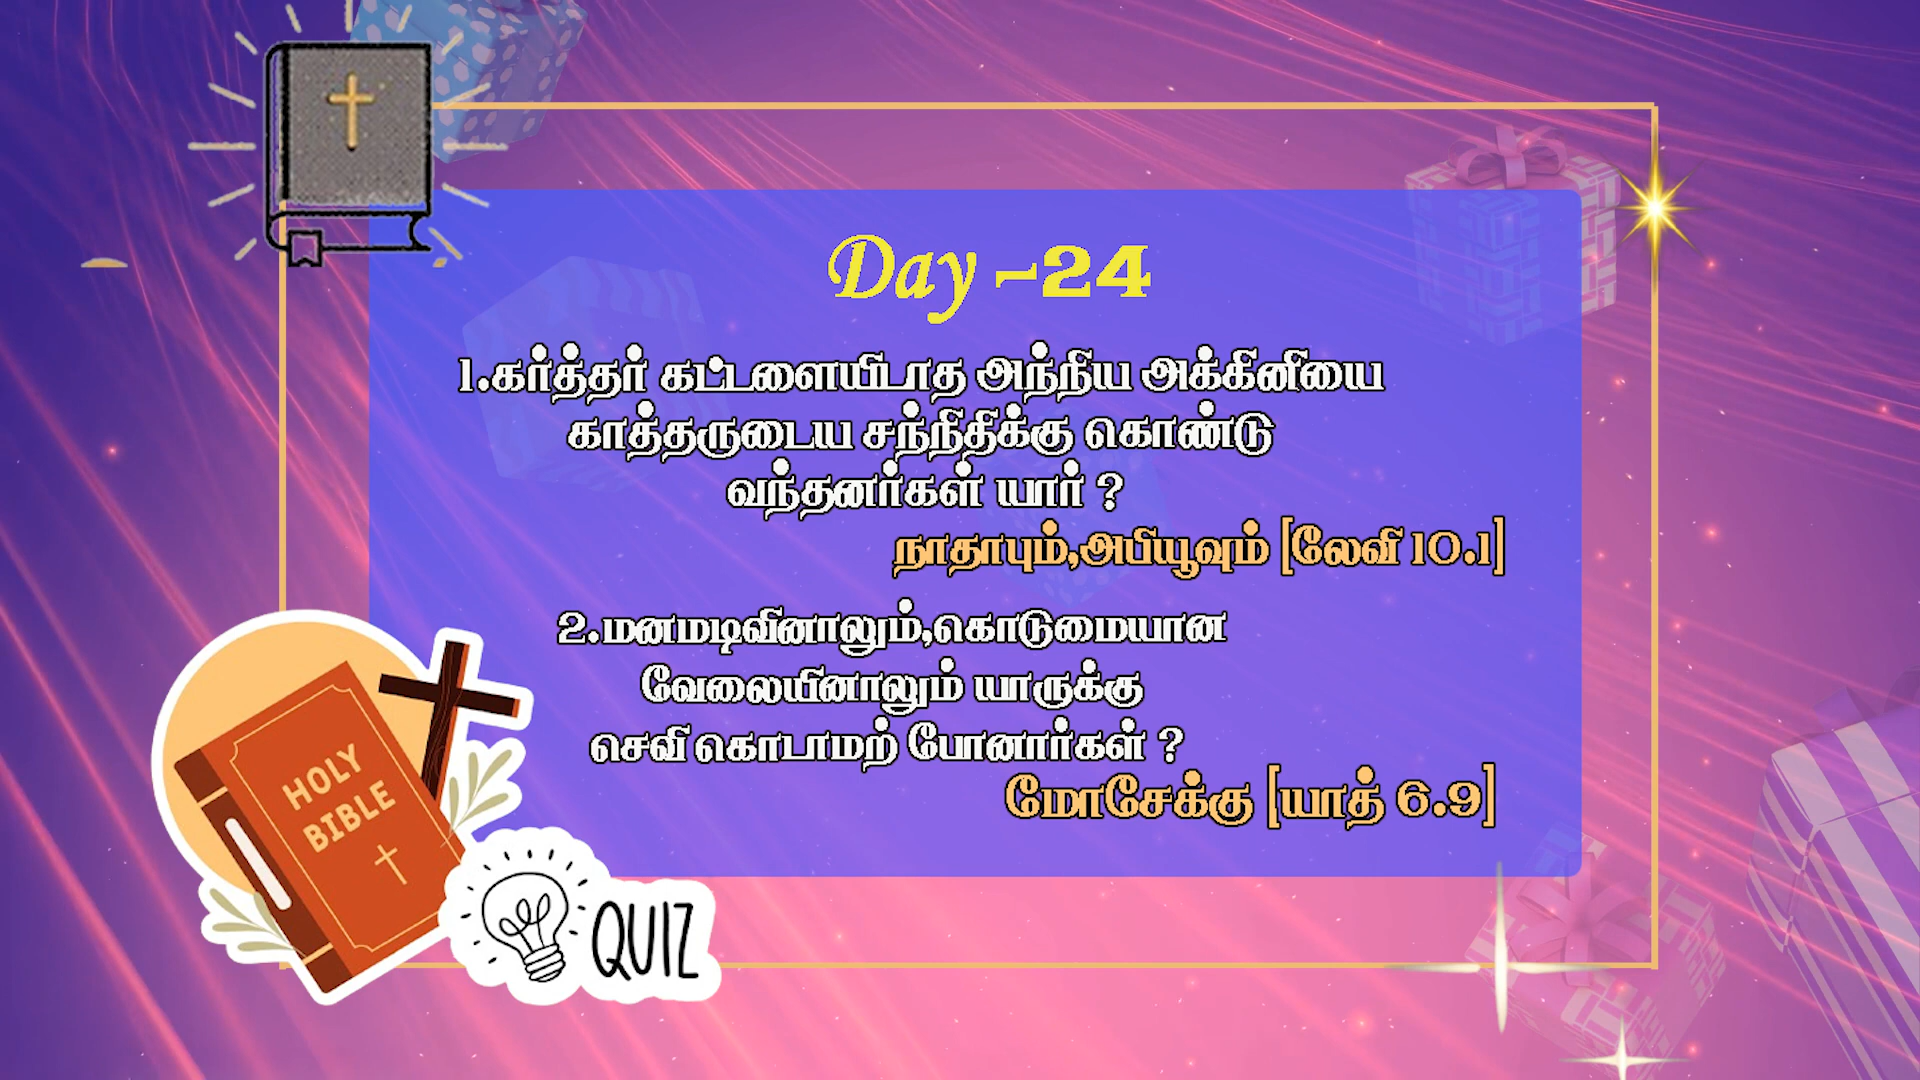 Day -24
1.கர்த்தர் கட்டளையிடாத அந்நிய அக்கினியை
காத்தருடைய சந்நிதிக்கு கொண்டு
வந்தனர்கள் யார் ?
நாதாபும்,அபியூவும் [லேவி 10.1]
2.மனமடிவினாலும்,கொடுமையான
வேலையினாலும் யாருக்கு
செவி கொடாமற் போனார்கள் ?
மோசேக்கு [யாத் 6.9]
HOLY
BIBLE
QUIZ